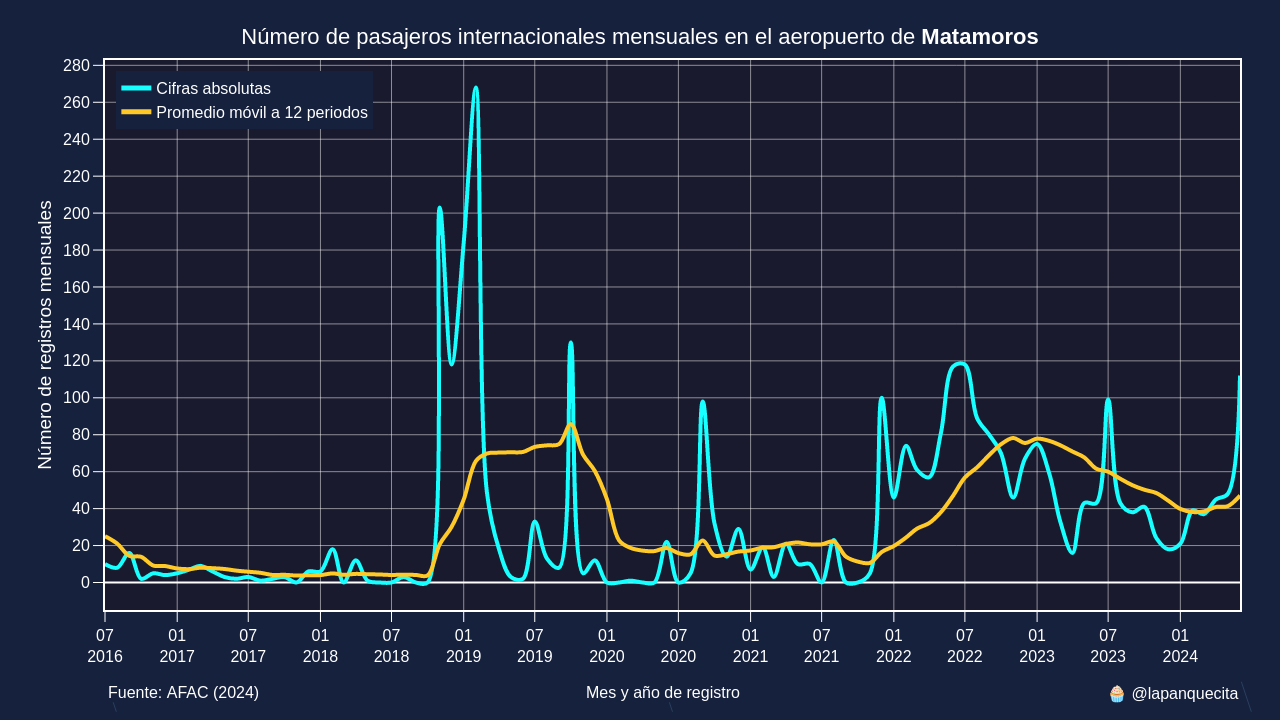 Número de pasajeros internacionales mensuales en el aeropuerto de Matamoros
Cifras absolutas
Promedio móvil a 12 periodos
Número de registros mensuales
280
260
240
220
200
180
160
140
120
100
80
60
40
20
0
07 01 07 01 07 01 07 01 07 01 07 01 07 01 07 01
2016 2017 2017 2018 2018 2019 2019 2020 2020 2021 2021 2022 2022 2023 2023 2024
Fuente: AFAC (2024)
Mes y año de registro
🧁 @lapanquecita